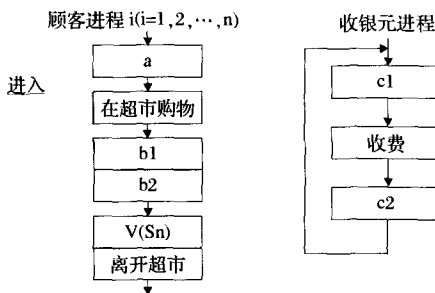 顾客进程 i(i=1,2,…,n)
进入
a
在超市购物
b1
b2
V(Sn)
离开超市
收银元进程
c1
收费
c2